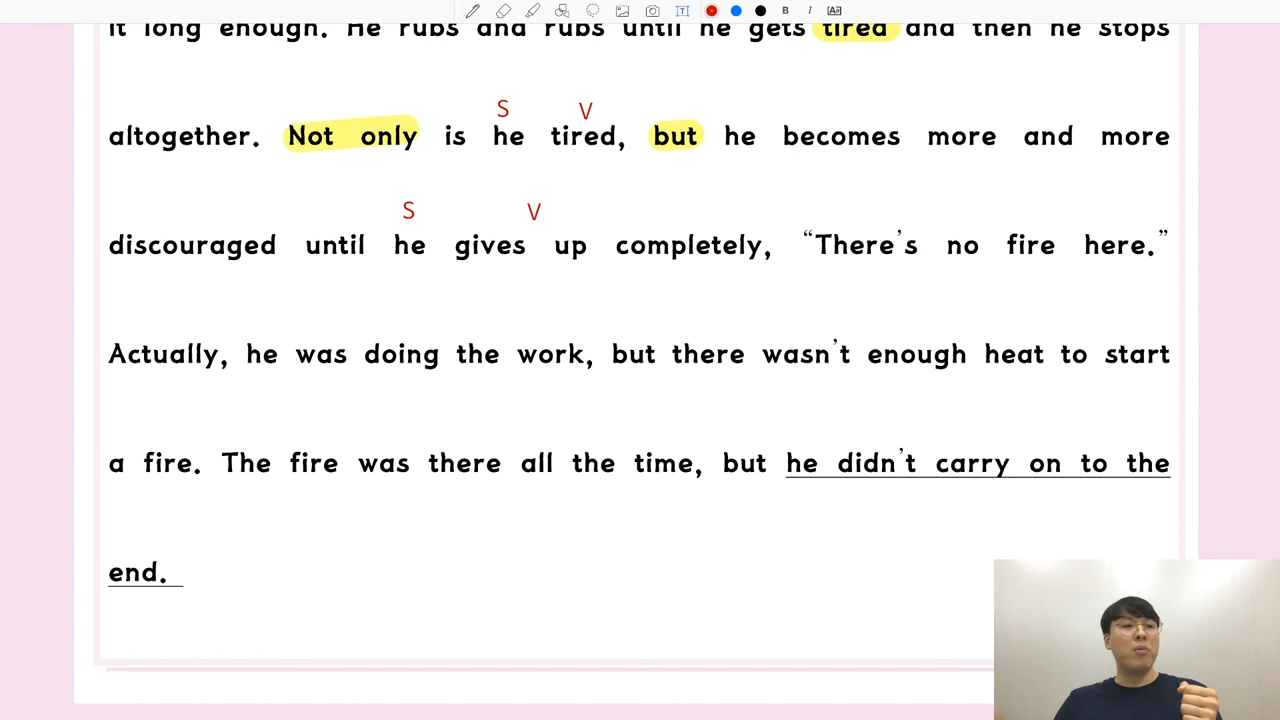 it long enough. He rubs and rubs until he gets tired and then he stops
S V
altogether. Not only is he tired, but he becomes more and more
S V
discouraged until he gives up completely, “There’s no fire here.”
Actually, he was doing the work, but there wasn’t enough heat to start
a fire. The fire was there all the time, but he didn’t carry on to the
end.